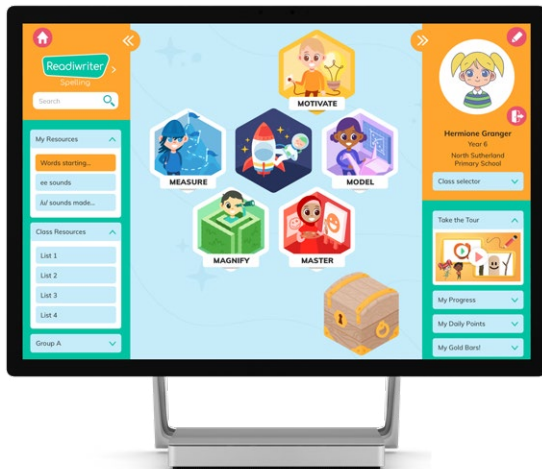 Readiwriter
Spelling
Search
My Resources
Words starting...
ee sounds
/u/ sounds made...
Class Resources
List 1
List 2
List 3
List 4
Group A
MOTIVATE
MEASURE
MODEL
MAGNIFY
MASTER
Hermione Granger
Year 6
North Sutherland
Primary School
Class selector
Take the Tour
My Progress
My Daily Points
My Gold Bars!